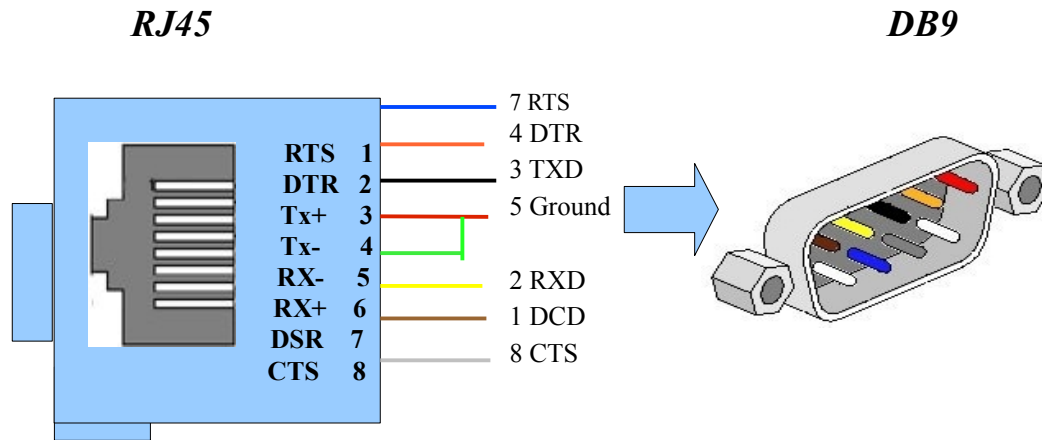 RJ45
DB9
RTS 1
DTR 2
Tx+ 3
Tx- 4
RX- 5
RX+ 6
DSR 7
CTS 8
7 RTS
4 DTR
3 TXD
5 Ground
2 RXD
1 DCD
8 CTS